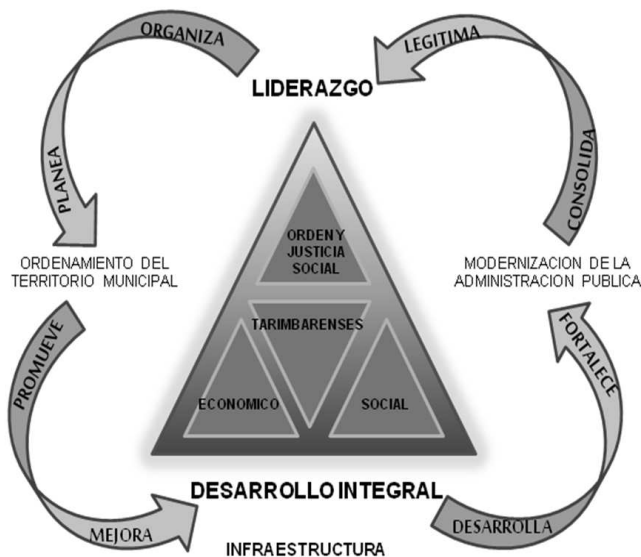 ORGANIZA
LEGITIMA
LIDERAZGO
PLANEA
CONSOLIDA
ORDEN Y
JUSTICIA
SOCIAL
ORDENAMIENTO DEL
TERRITORIO MUNICIPAL
MODERNIZACION DE LA
ADMINISTRACION PUBLICA
TARIMBARENSES
PROMUEVE
FORTALECE
ECONOMICO
SOCIAL
DESARROLLO INTEGRAL
MEJORA
DESARROLLA
INFRAESTRUCTURA